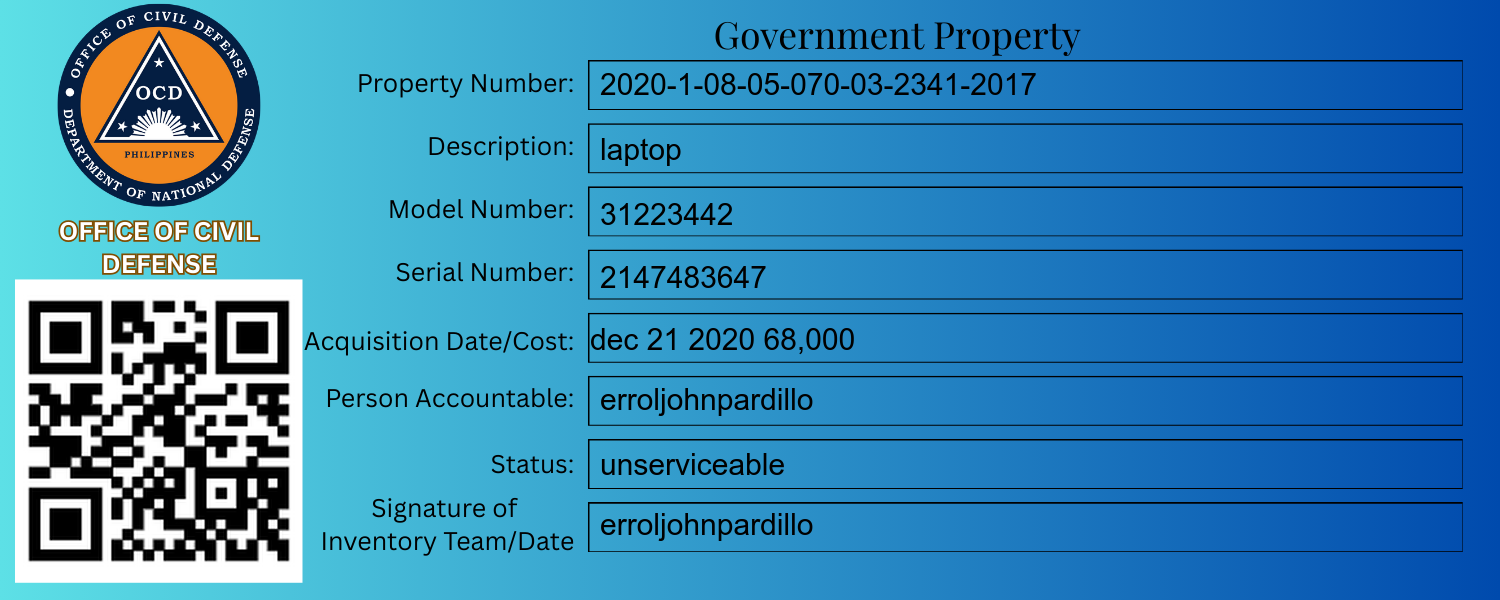 OFFICE OF CIVIL DEFENSE
OCD
PHILIPPINES
DEPARTMENT OF NATIONAL DEFENSE
OFFICE OF CIVIL
DEFENSE
Government Property
Property Number: 2020-1-08-05-070-03-2341-2017
Description: laptop
Model Number: 31223442
Serial Number: 2147483647
Acquisition Date/Cost: dec 21 2020 68,000
Person Accountable: erroljohnpardillo
Status: unserviceable
Signature of
Inventory Team/Date erroljohnpardillo